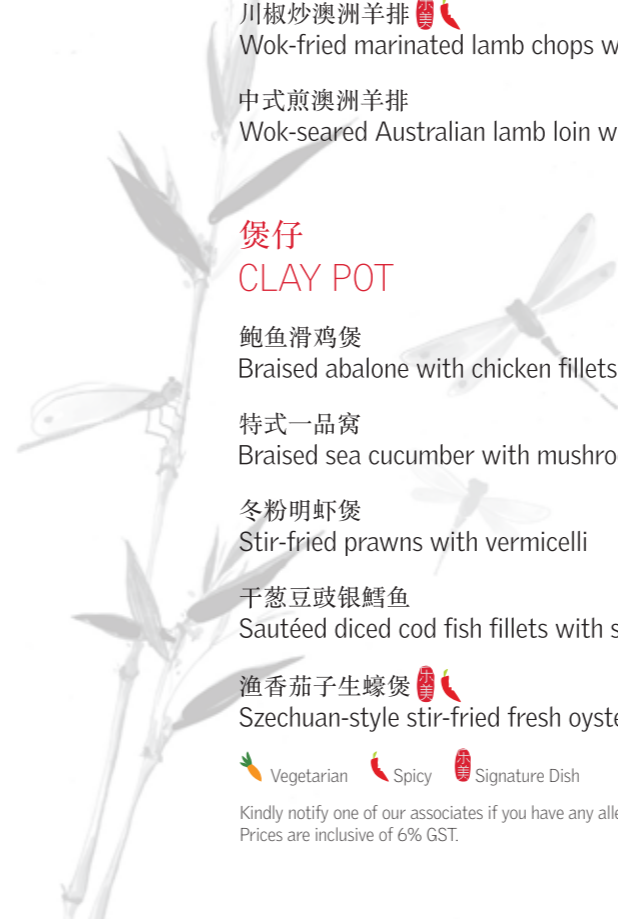 川椒炒澳洲羊排
Wok-fried marinated lamb chops w
中式煎澳洲羊排
Wok-seared Australian lamb loin w
煲仔
CLAY POT
鲍鱼滑鸡煲
Braised abalone with chicken fillets
特式一品窝
Braised sea cucumber with mushro
冬粉明虾煲
Stir-fried prawns with vermicelli
干葱豆豉银鳕鱼
Sautéed diced cod fish fillets with s
渔香茄子生蠔煲
Szechuan-style stir-fried fresh oyste
Vegetarian Spicy Signature Dish
Kindly notify one of our associates if you have any alle
Prices are inclusive of 6% GST.